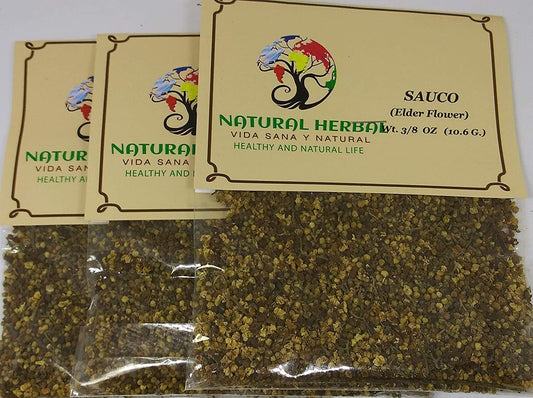 SAUCO
(Elder Flower)
Wt. 3/8 OZ (10.6 G.)
NATURAL HERBAL
VIDA SANA Y NATURAL
HEALTHY AND NATURAL LIFE
NATURAL
VIDA SANA
HEALTHY AND
NATUR
VIDA SAN
HEALTHY